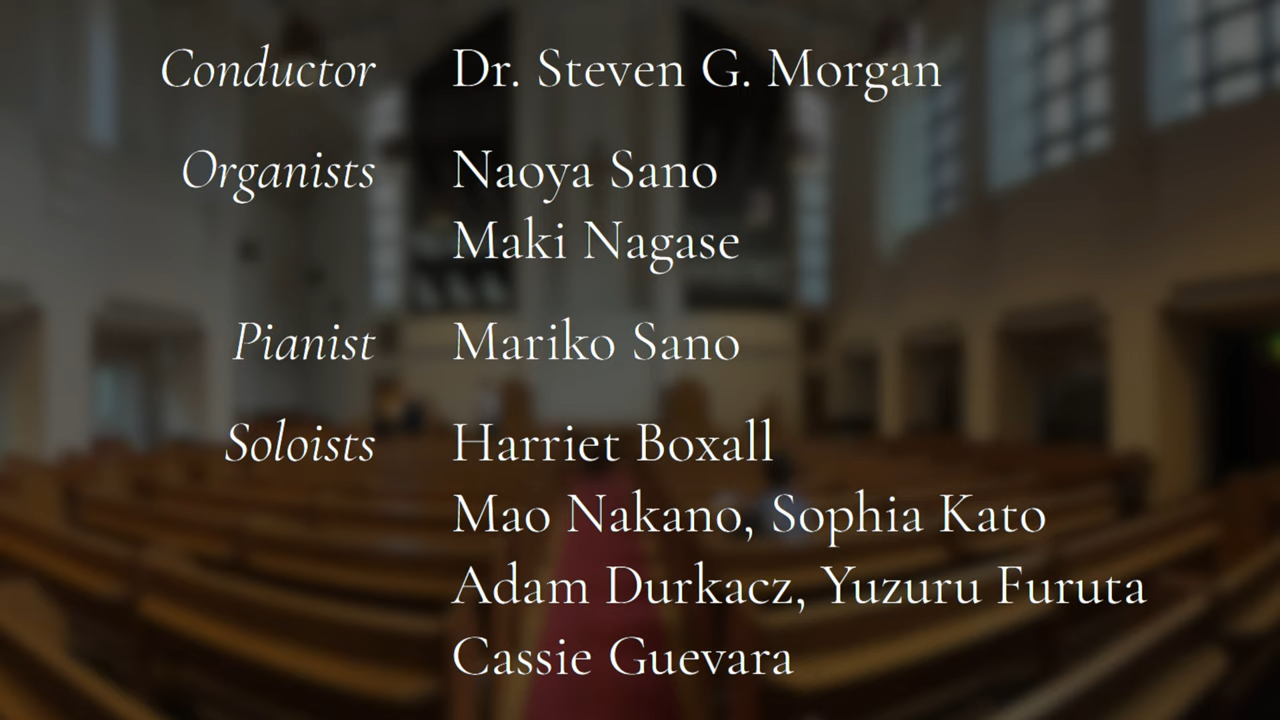 Conductor Dr. Steven G. Morgan
Organists Naoya Sano
Maki Nagase
Pianist Mariko Sano
Soloists Harriet Boxall
Mao Nakano, Sophia Kato
Adam Durkacz, Yuzuru Furuta
Cassie Guevara